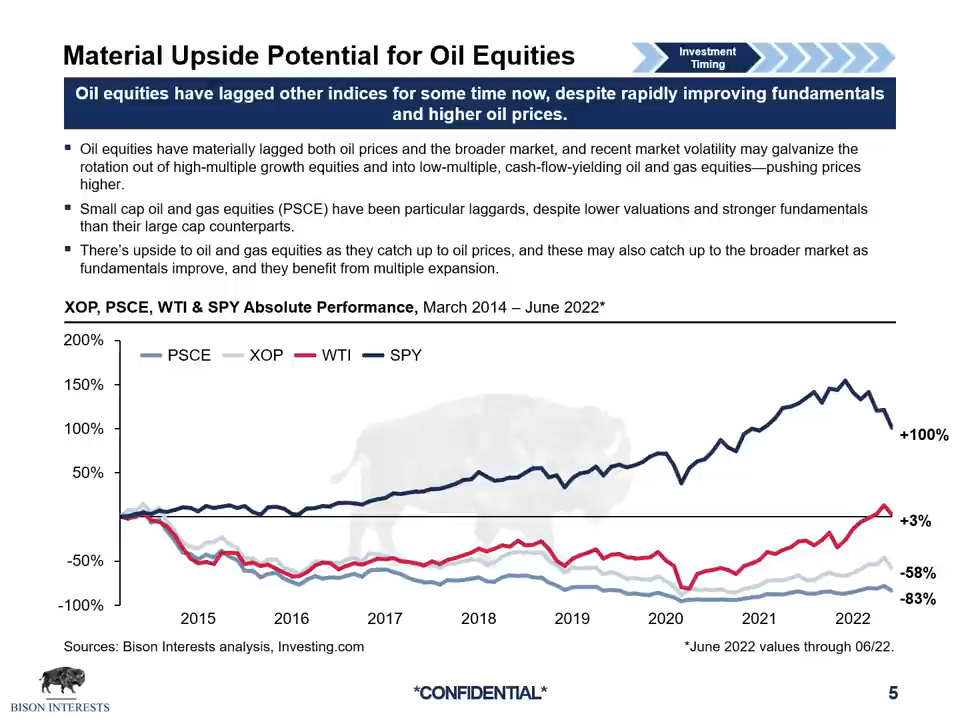 Material Upside Potential for Oil Equities
Investment
Timing
Oil equities have lagged other indices for some time now, despite rapidly improving fundamentals
and higher oil prices.
▪ Oil equities have materially lagged both oil prices and the broader market, and recent market volatility may galvanize the
rotation out of high-multiple growth equities and into low-multiple, cash-flow-yielding oil and gas equities—pushing prices
higher.
▪ Small cap oil and gas equities (PSCE) have been particular laggards, despite lower valuations and stronger fundamentals
than their large cap counterparts.
▪ There’s upside to oil and gas equities as they catch up to oil prices, and these may also catch up to the broader market as
fundamentals improve, and they benefit from multiple expansion.
XOP, PSCE, WTI & SPY Absolute Performance, March 2014 – June 2022*
200%
PSCE XOP WTI SPY
150%
100%
+100%
50%
+3%
-50%
-58%
-83%
-100%
2015 2016 2017 2018 2019 2020 2021 2022
Sources: Bison Interests analysis, Investing.com
*June 2022 values through 06/22.
BISON INTERESTS
*CONFIDENTIAL*
5